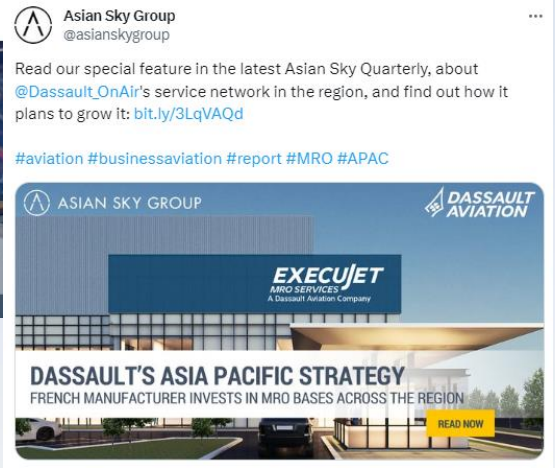 Asian Sky Group
@asianskygroup
Read our special feature in the latest Asian Sky Quarterly, about
@Dassault_OnAir's service network in the region, and find out how it
plans to grow it: bit.ly/3LqVAQd
#aviation #businessaviation #report #MRO #APAC
ASIAN SKY GROUP
DASSAULT
AVIATION
EXECUJET
MRO SERVICES
A Dassault Aviation Company
DASSAULT'S ASIA PACIFIC STRATEGY
FRENCH MANUFACTURER INVESTS IN MRO BASES ACROSS THE REGION
READ NOW